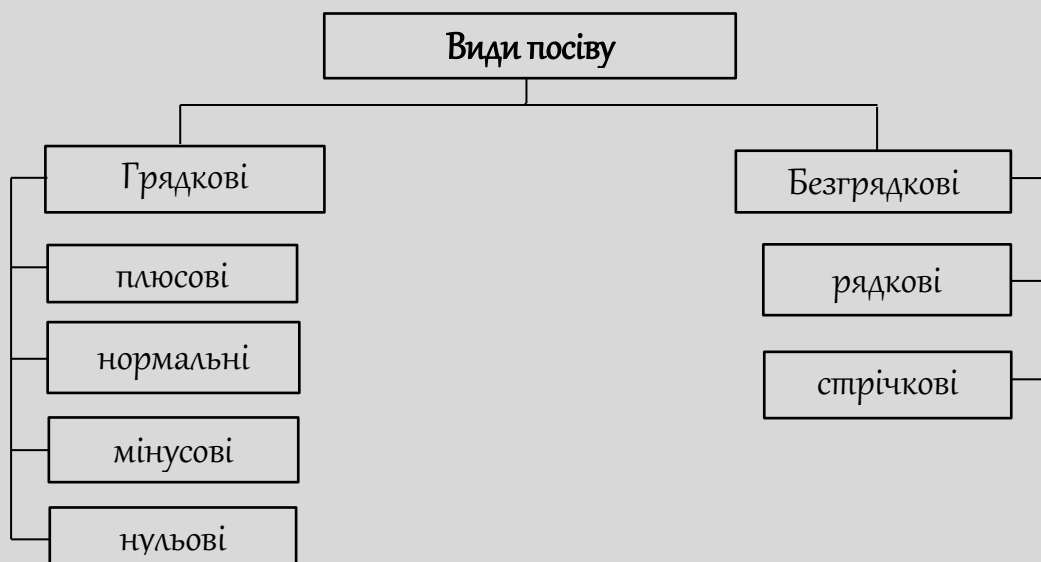 Види посіву
Грядкові
плюсові
нормальні
мінусові
нульові
Безгрядкові
рядкові
стрічкові